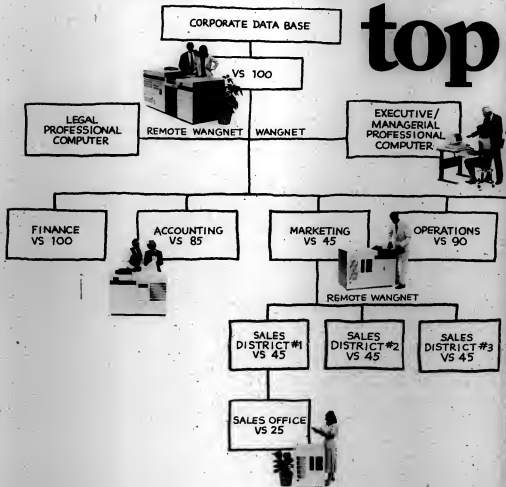 top
CORPORATE DATA BASE
VS 100
LEGAL
PROFESSIONAL
COMPUTER
REMOTE WANGNET
WANGNET
EXECUTIVE/
MANAGERIAL
PROFESSIONAL
COMPUTER
FINANCE
VS 100
ACCOUNTING
VS 85
MARKETING
VS 45
OPERATIONS
VS 90
REMOTE WANGNET
SALES
DISTRICT #1
VS 45
SALES
DISTRICT #2
VS 45
SALES
DISTRICT #3
VS 45
SALES OFFICE
VS 25